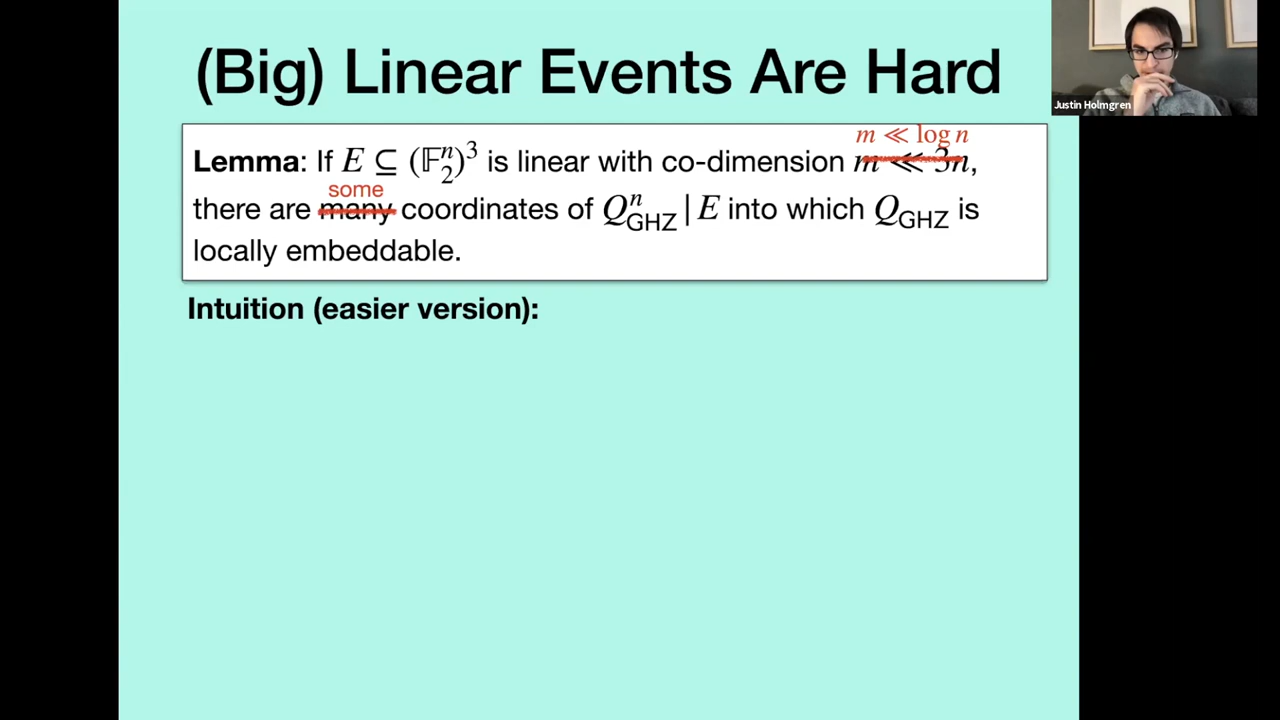 (Big) Linear Events Are Hard
Justin Holmgren
m ≪ log n
Lemma: If E ⊆ (𝔽₂ⁿ)³ is linear with co-dimension m ≪ 3n,
some
there are many coordinates of Qⁿ_GHZ | E into which Q_GHZ is
locally embeddable.
Intuition (easier version):